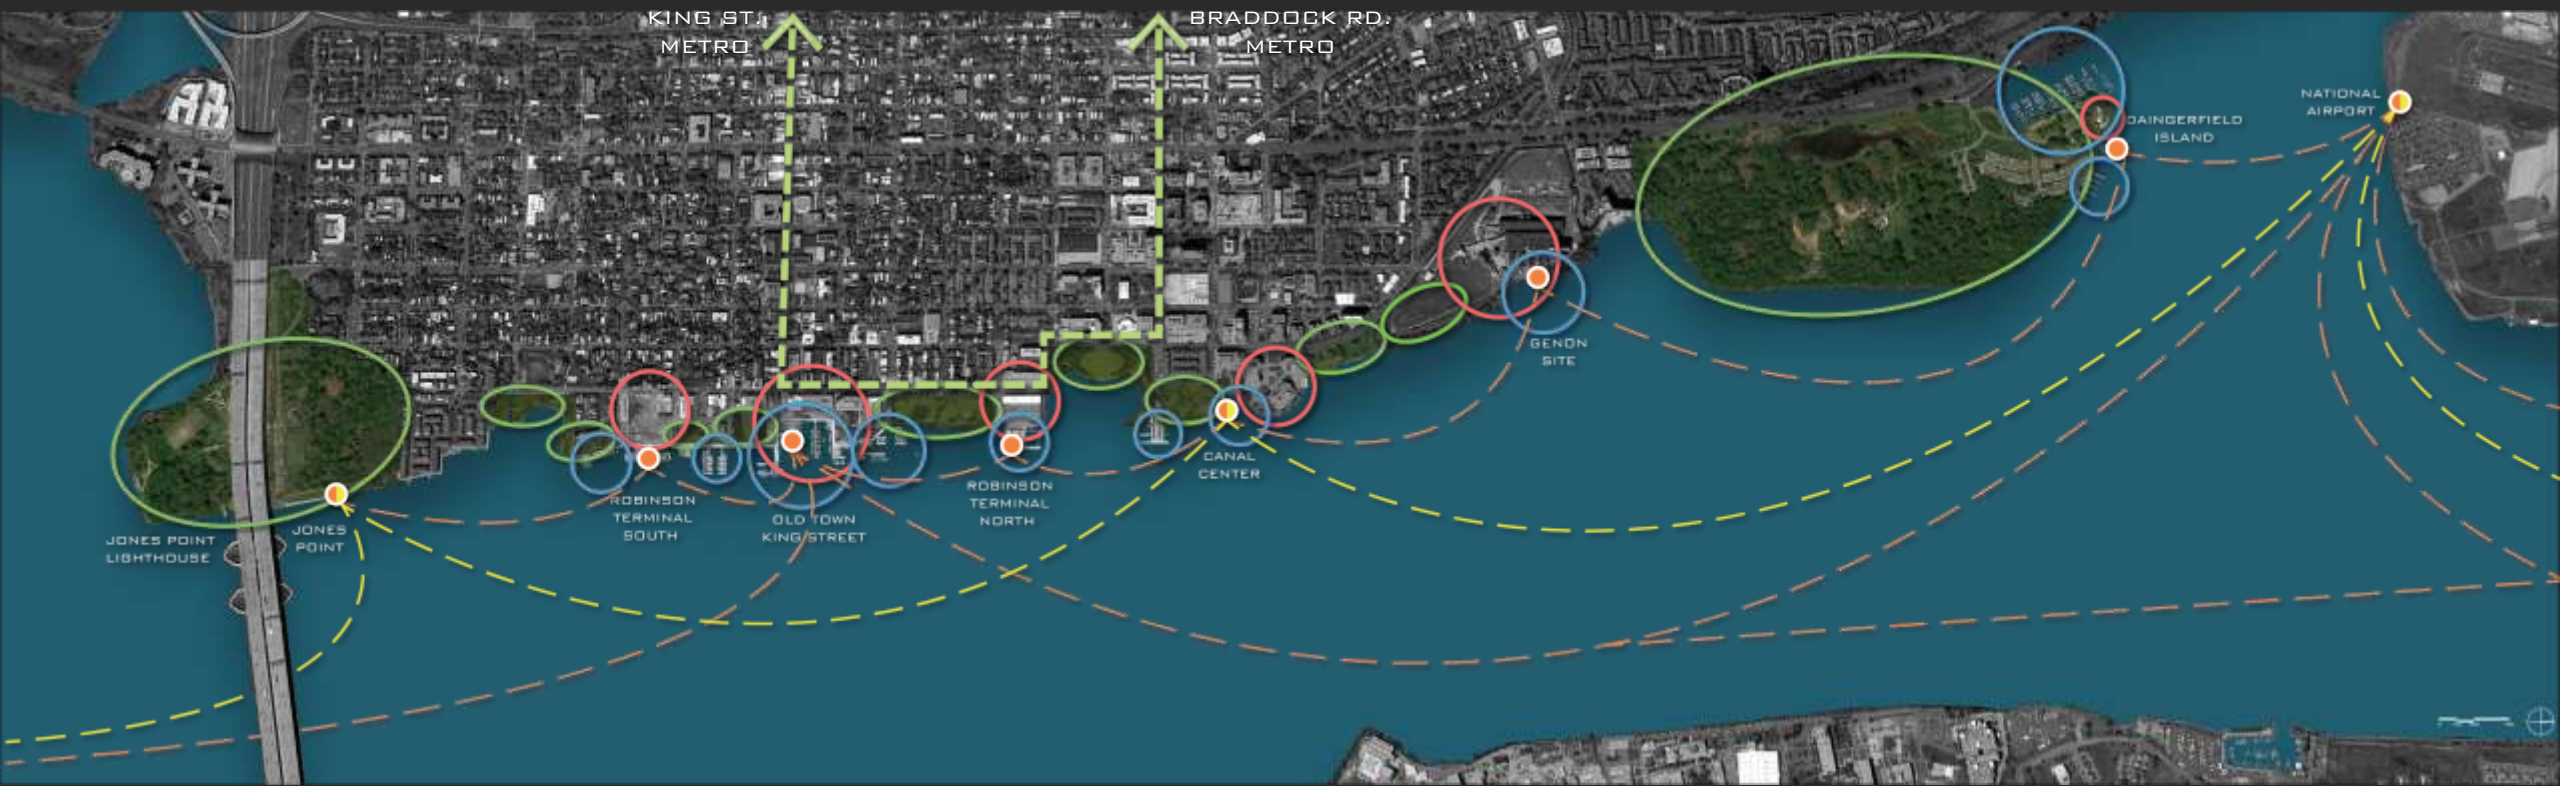 KING ST.
METRO
BRADDOCK RD.
METRO
NATIONAL
AIRPORT
DAINGERFIELD
ISLAND
GENON
SITE
CANAL
CENTER
ROBINSON
TERMINAL
NORTH
OLD TOWN
KING STREET
ROBINSON
TERMINAL
SOUTH
JONES
POINT
JONES POINT
LIGHTHOUSE